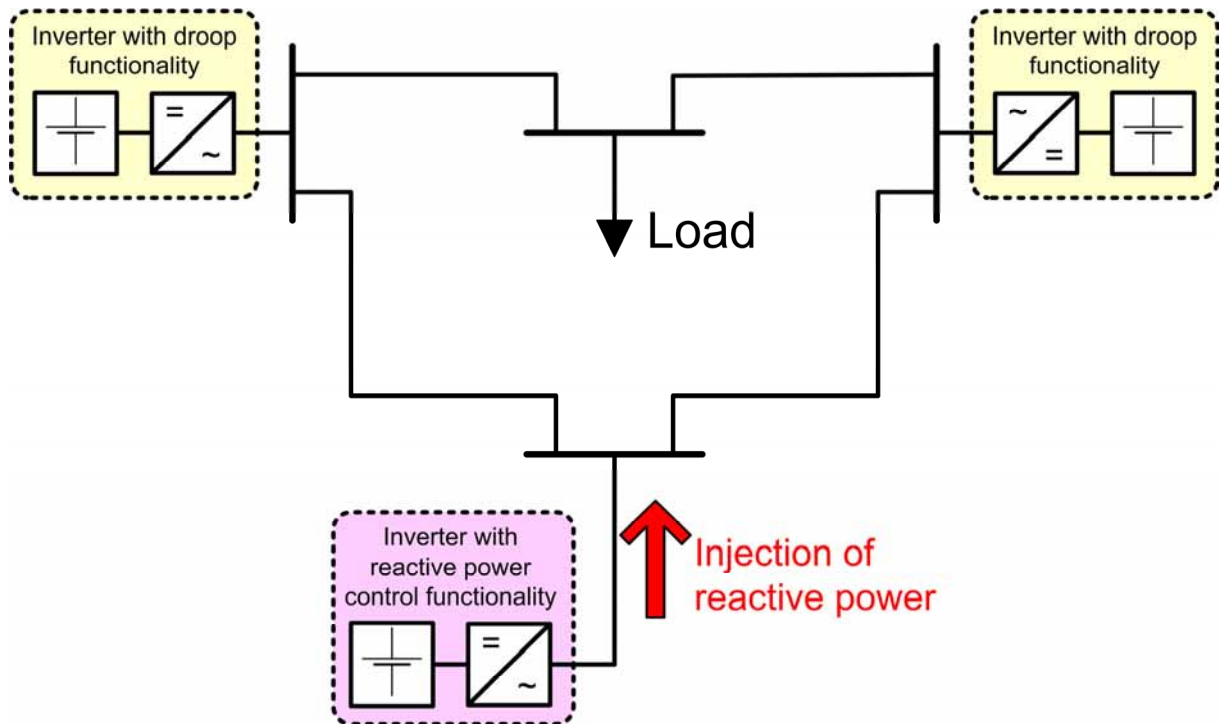 Inverter with droop
functionality
=
~
Inverter with droop
functionality
~
=
Load
Inverter with
reactive power
control functionality
=
~
Injection of
reactive power